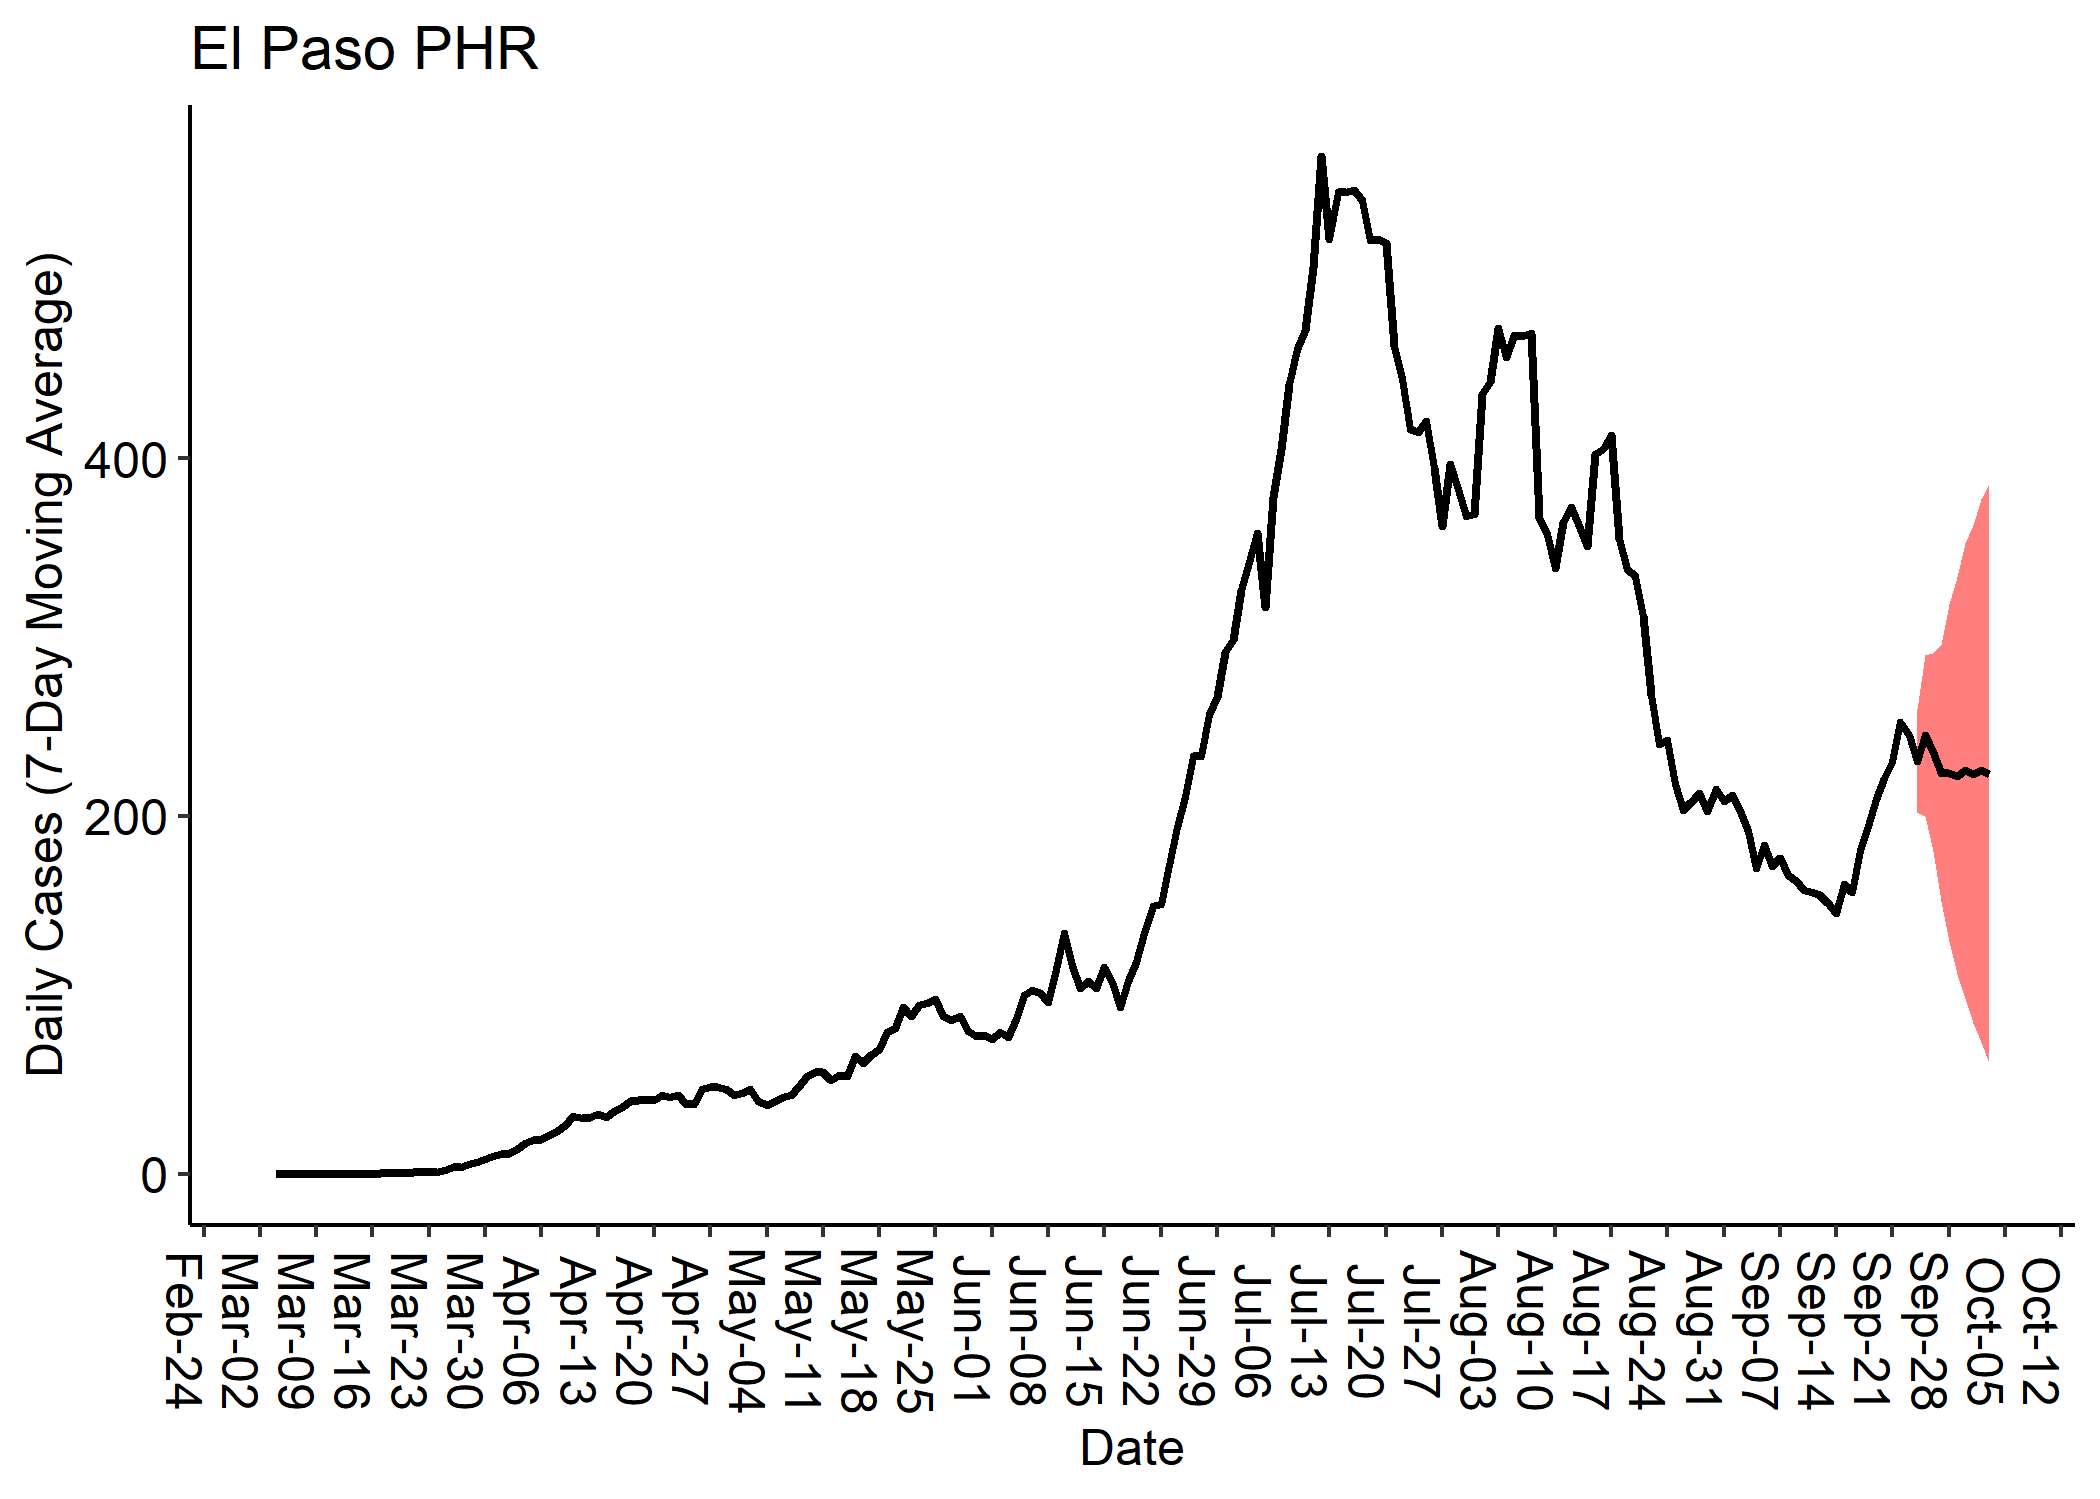 El Paso PHR
Daily Cases (7-Day Moving Average)
400
200
0
Feb-24
Mar-02
Mar-09
Mar-16
Mar-23
Mar-30
Apr-06
Apr-13
Apr-20
Apr-27
May-04
May-11
May-18
May-25
Jun-01
Jun-08
Jun-15
Jun-22
Jun-29
Jul-06
Jul-13
Jul-20
Jul-27
Aug-03
Aug-10
Aug-17
Aug-24
Aug-31
Sep-07
Sep-14
Sep-21
Sep-28
Oct-05
Oct-12
Date